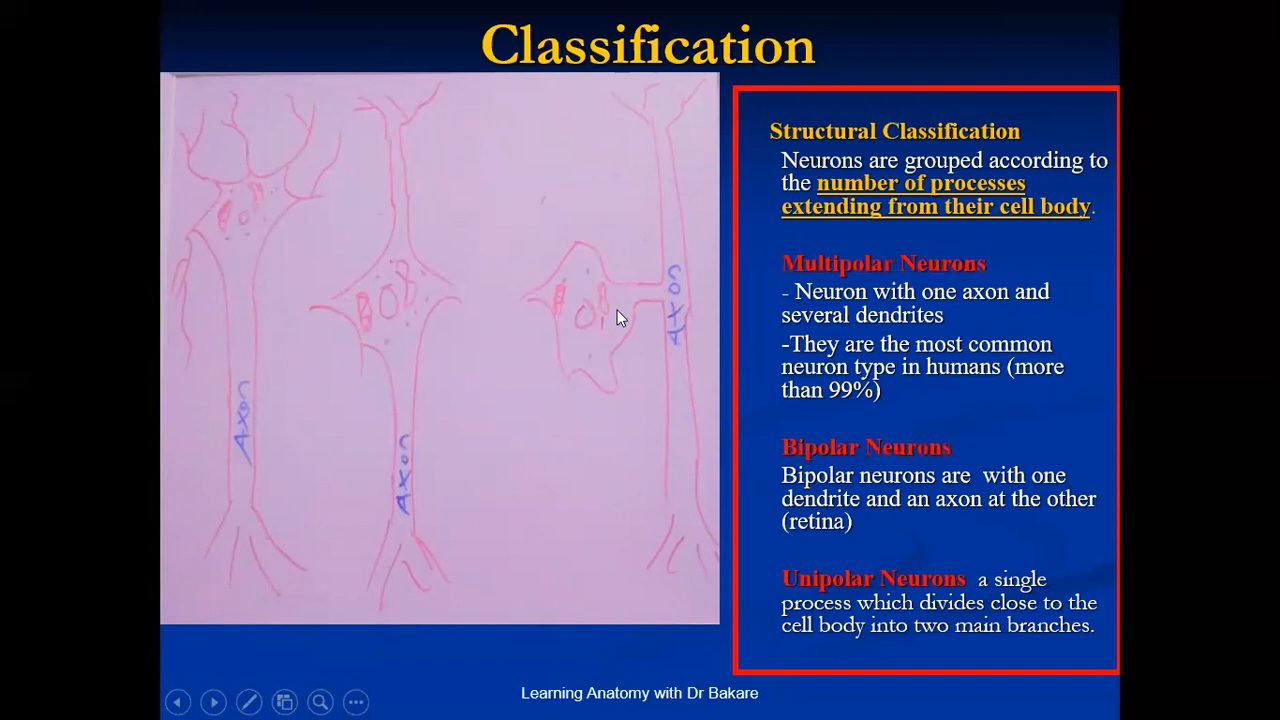 Classification
Axon
Axon
Axon
Structural Classification
Neurons are grouped according to
the number of processes
extending from their cell body.
Multipolar Neurons
- Neuron with one axon and
several dendrites
-They are the most common
neuron type in humans (more
than 99%)
Bipolar Neurons
Bipolar neurons are with one
dendrite and an axon at the other
(retina)
Unipolar Neurons a single
process which divides close to the
cell body into two main branches.
Learning Anatomy with Dr Bakare